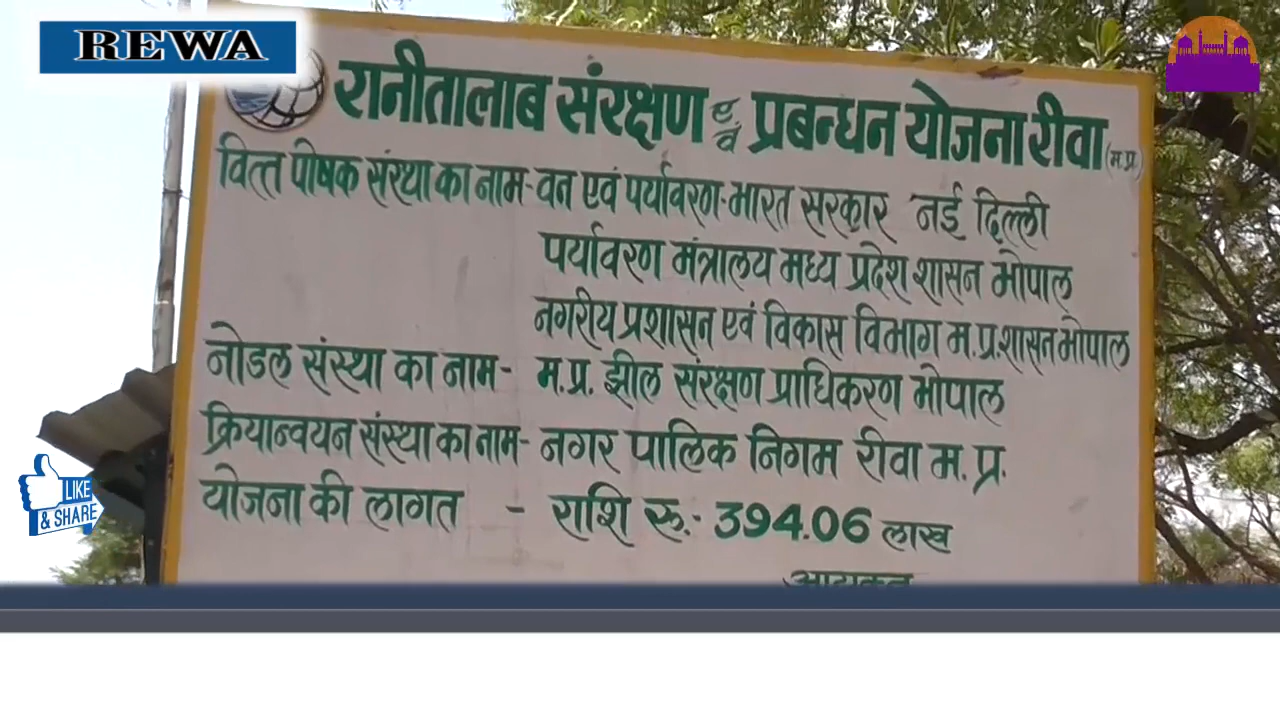 REWA
रानीतालाब संरक्षण एवं प्रबन्धन योजना रीवा (म.प्र.)
वित्त पोषक संस्था का नाम - वन एवं पर्यावरण-भारत सरकार नई दिल्ली
पर्यावरण मंत्रालय मध्य प्रदेश शासन भोपाल
नगरीय प्रशासन एवं विकास विभाग म.प्र.शासन भोपाल
नोडल संस्था का नाम - म.प्र. झील संरक्षण प्राधिकरण भोपाल
क्रियान्वयन संस्था का नाम - नगर पालिक निगम रीवा म.प्र.
योजना की लागत - राशि रु.- 394.06 लाख
LIKE
& SHARE